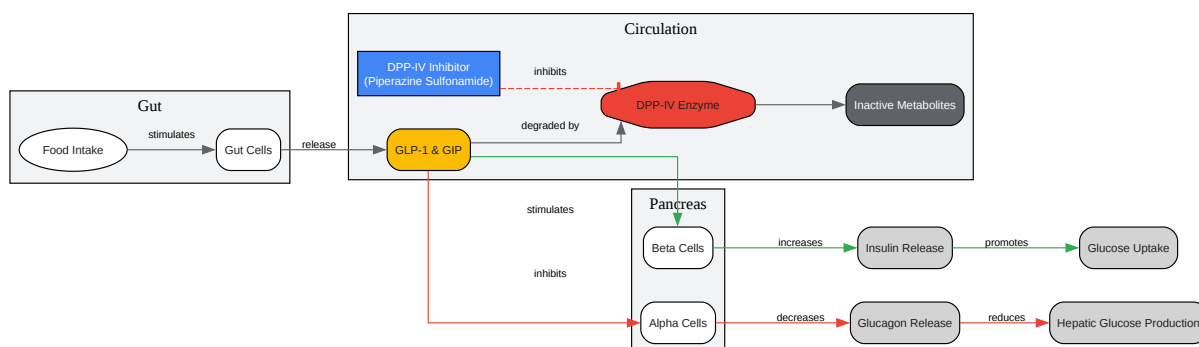 Circulation
DPP-IV Inhibitor
(Piperazine Sulfonamide)
inhibits
DPP-IV Enzyme
Inactive Metabolites
Gut
Food Intake
stimulates
Gut Cells
release
GLP-1 & GIP
degraded by
stimulates
Pancreas
Beta Cells
increases
Insulin Release
promotes
Glucose Uptake
inhibits
Alpha Cells
decreases
Glucagon Release
reduces
Hepatic Glucose Production